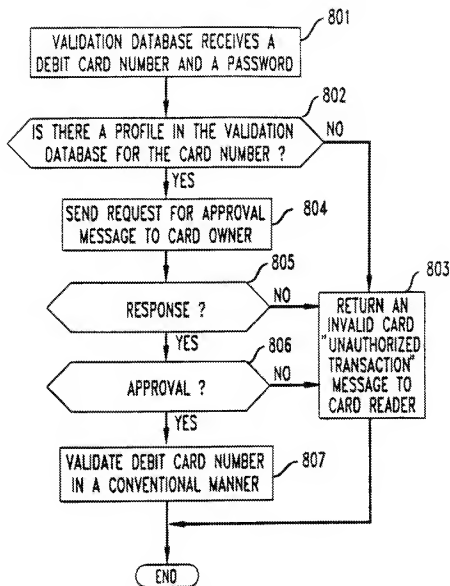 801
VALIDATION DATABASE RECEIVES A
DEBIT CARD NUMBER AND A PASSWORD
802
IS THERE A PROFILE IN THE VALIDATION
DATABASE FOR THE CARD NUMBER ?
NO
YES
SEND REQUEST FOR APPROVAL
MESSAGE TO CARD OWNER
804
805
RESPONSE ?
NO
803
RETURN AN
INVALID CARD
"UNAUTHORIZED
TRANSACTION"
MESSAGE TO
CARD READER
YES
806
APPROVAL ?
NO
YES
VALIDATE DEBIT CARD NUMBER
IN A CONVENTIONAL MANNER
807
END